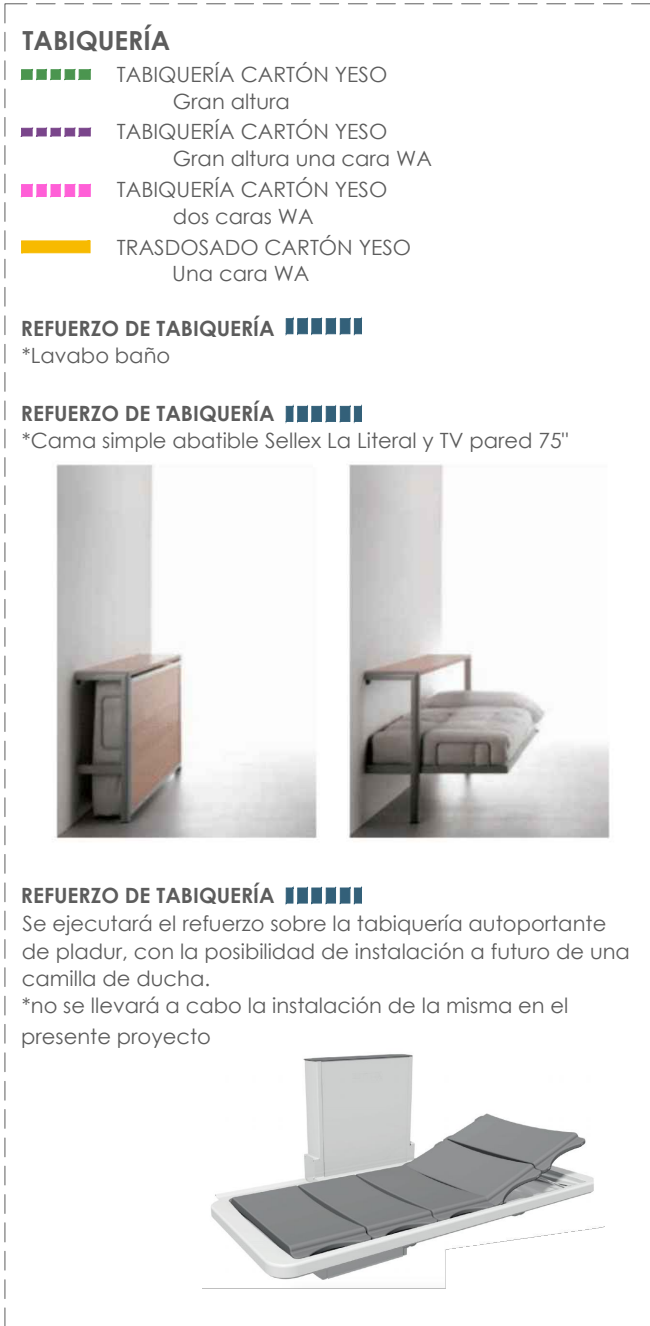 TABIQUERÍA
TABIQUERÍA CARTÓN YESO
Gran altura
TABIQUERÍA CARTÓN YESO
Gran altura una cara WA
TABIQUERÍA CARTÓN YESO
dos caras WA
TRASDOSADO CARTÓN YESO
Una cara WA
REFUERZO DE TABIQUERÍA
*Lavabo baño
REFUERZO DE TABIQUERÍA
*Cama simple abatible Sellex La Literal y TV pared 75"
REFUERZO DE TABIQUERÍA
Se ejecutará el refuerzo sobre la tabiquería autoportante
de pladur, con la posibilidad de instalación a futuro de una
camilla de ducha.
*no se llevará a cabo la instalación de la misma en el
presente proyecto